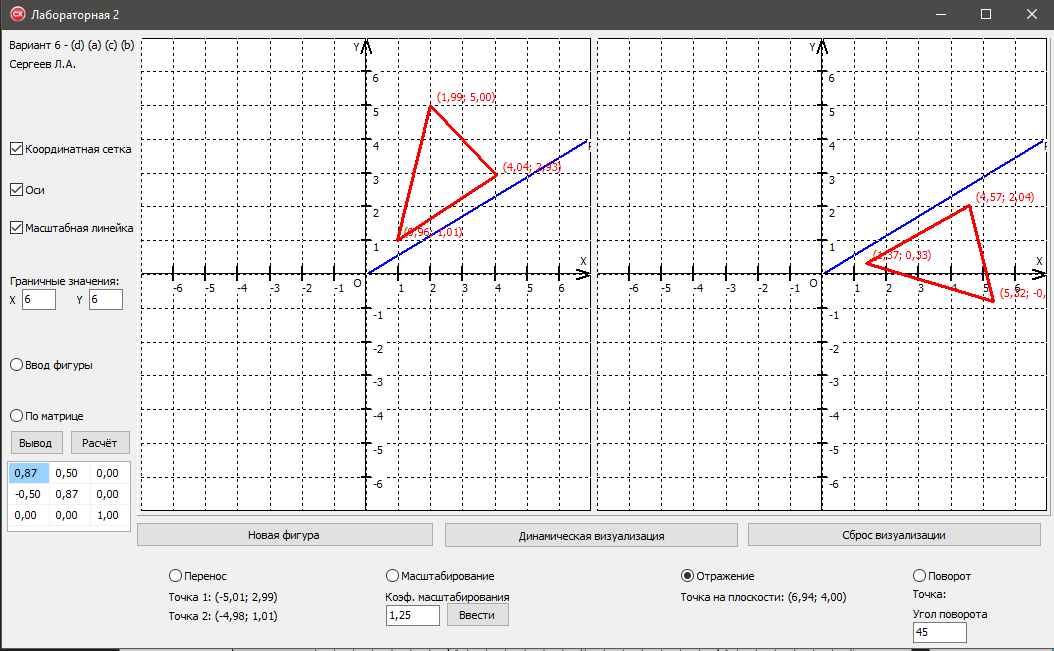 Лабораторная 2
Вариант 6 - (d) (a) (c) (b)
Сергеев Л.А.
Координатная сетка
Оси
Масштабная линейка
Граничные значения:
X 6 Y 6
Ввод фигуры
По матрице
Вывод Расчёт
0,87 0,50 0,00
-0,50 0,87 0,00
0,00 0,00 1,00
Y
6
5
4
3
2
1
X
O
-6 -5 -4 -3 -2 -1 1 2 3 4 5 6
-1
-2
-3
-4
-5
-6
(1,99; 5,00)
(4,04; 2,93)
(0,96; 1,01)
Y
6
5
4
3
2
1
X
O
-6 -5 -4 -3 -2 -1 1 2 3 4 5 6
-1
-2
-3
-4
-5
-6
(4,57; 2,04)
(1,37; 0,33)
(5,32; -0,
Новая фигура
Динамическая визуализация
Сброс визуализации
Перенос
Точка 1: (-5,01; 2,99)
Точка 2: (-4,98; 1,01)
Масштабирование
Коэф. масштабирования
1,25 Ввести
Отражение
Точка на плоскости: (6,94; 4,00)
Поворот
Точка:
Угол поворота
45